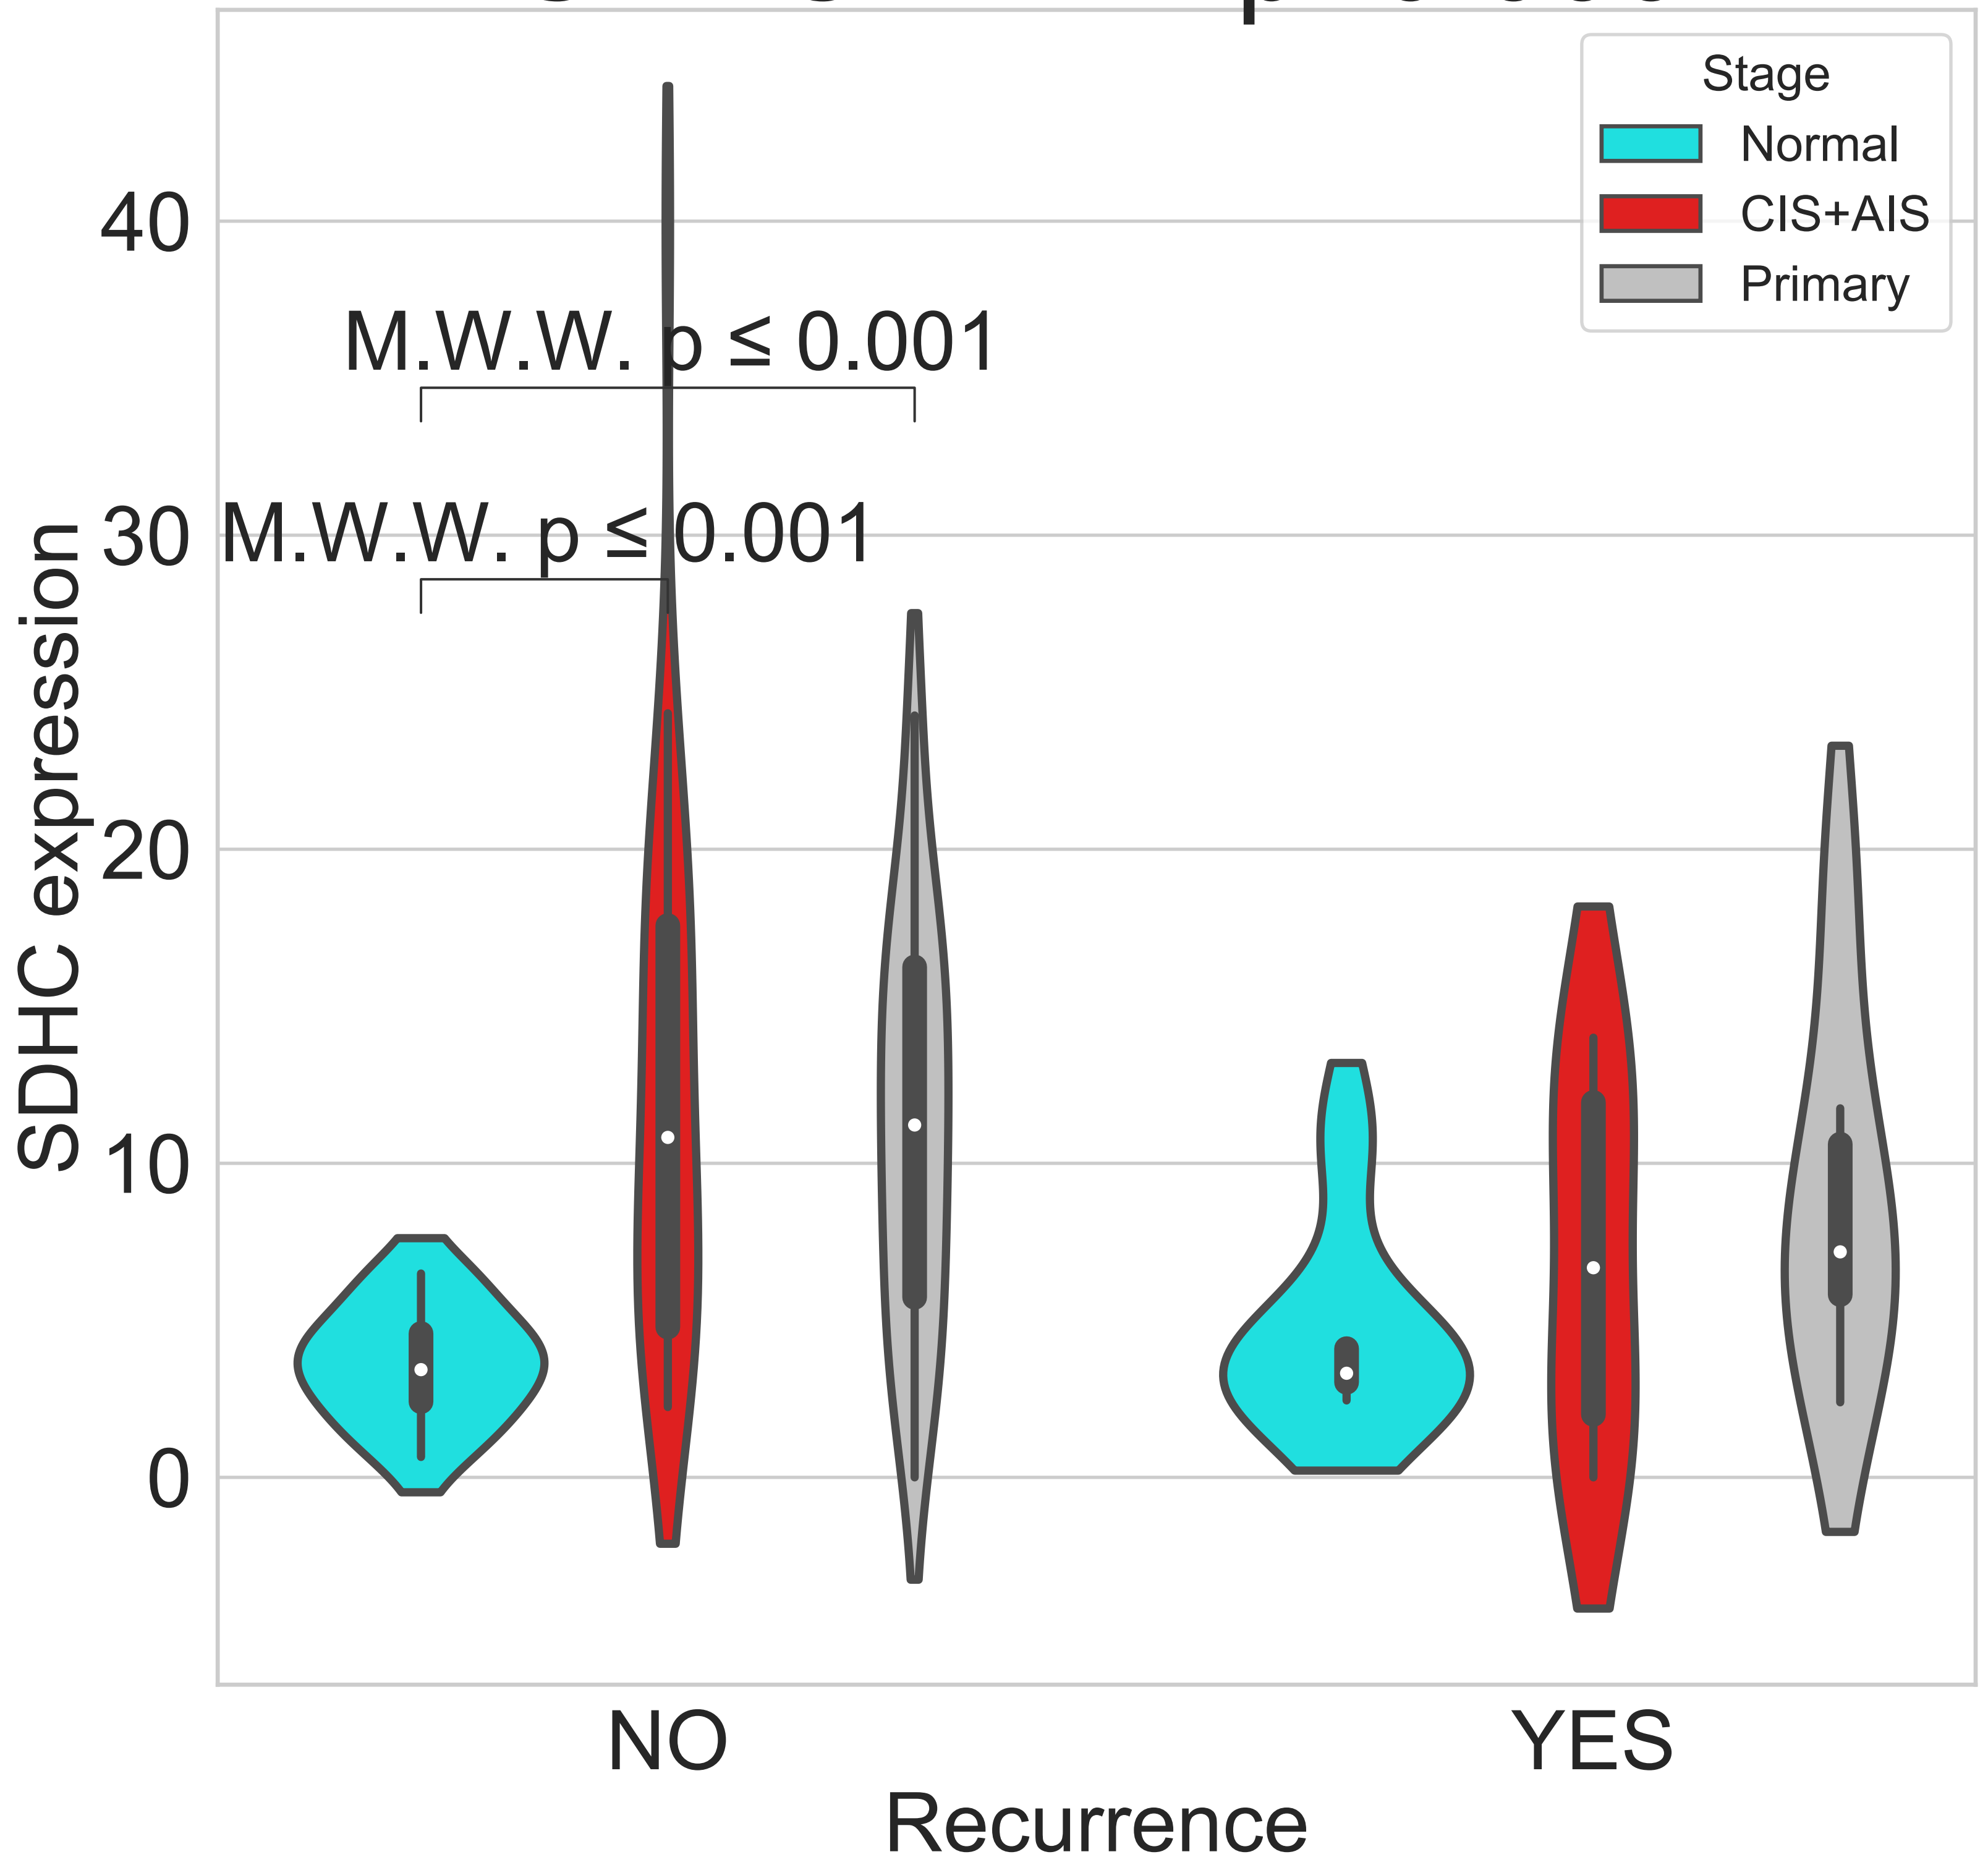 Stage
Normal
CIS+AIS
Primary
M.W.W. p ≤ 0.001
M.W.W. p ≤ 0.001
40
30
20
10
0
SDHC expression
NO
YES
Recurrence